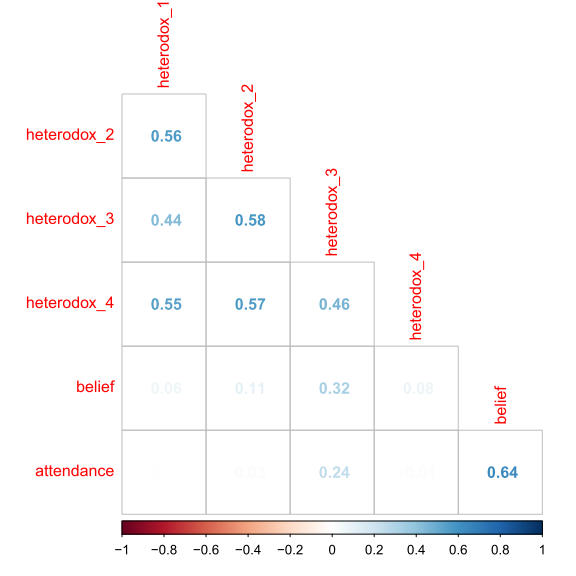 heterodox_1
heterodox_2
heterodox_3
heterodox_4
belief
heterodox_2 0.56
heterodox_3 0.44 0.58
heterodox_4 0.55 0.57 0.46
belief 0.06 0.11 0.32 0.08
attendance 0.03 0.24 0.64
−1 −0.8 −0.6 −0.4 −0.2 0 0.2 0.4 0.6 0.8 1